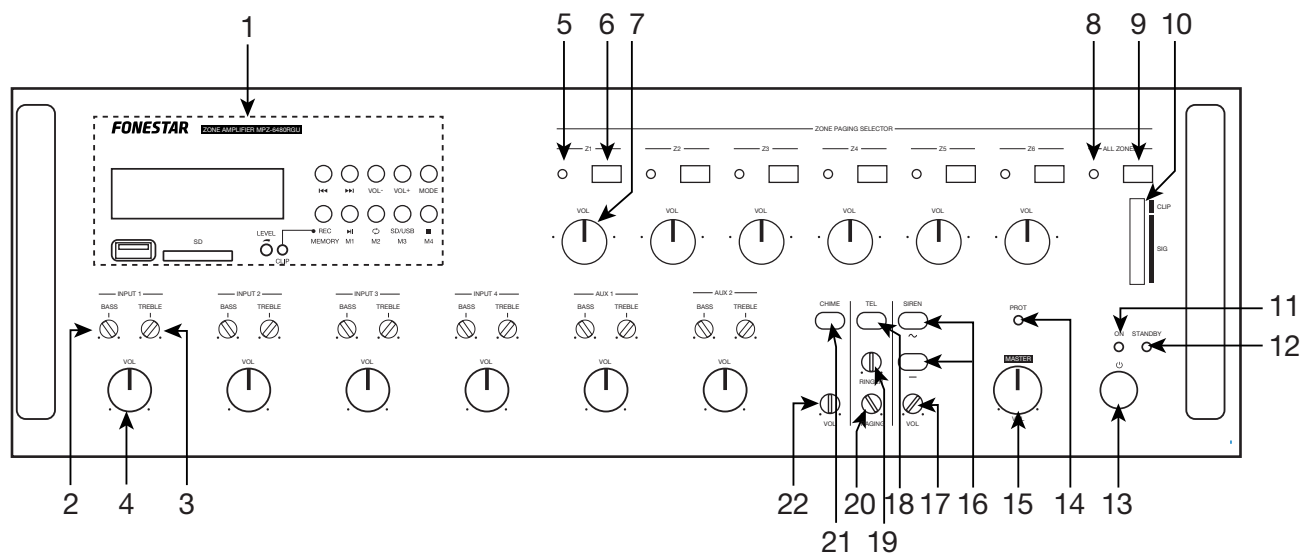 1 5 6 7 8 9 10
FONESTAR ZONE AMPLIFIER MPZ-6480RGU
ZONE PAGING SELECTOR
Z1 Z2 Z3 Z4 Z5 Z6 ALL ZONE
VOL- VOL+ MODE
VOL VOL VOL VOL VOL VOL
CLIP
SIG
REC SD/USB
MEMORY M1 M2 M3 M4
SD LEVEL
CLIP
INPUT 1 INPUT 2 INPUT 3 INPUT 4 AUX 1 AUX 2
BASS TREBLE BASS TREBLE BASS TREBLE BASS TREBLE BASS TREBLE BASS TREBLE
CHIME TEL SIREN
PROT
ON STANDBY
11
12
VOL VOL VOL VOL VOL VOL
MASTER
VOL VOL
2 4 3 22 20 18 17 16 15 14 13
21 19